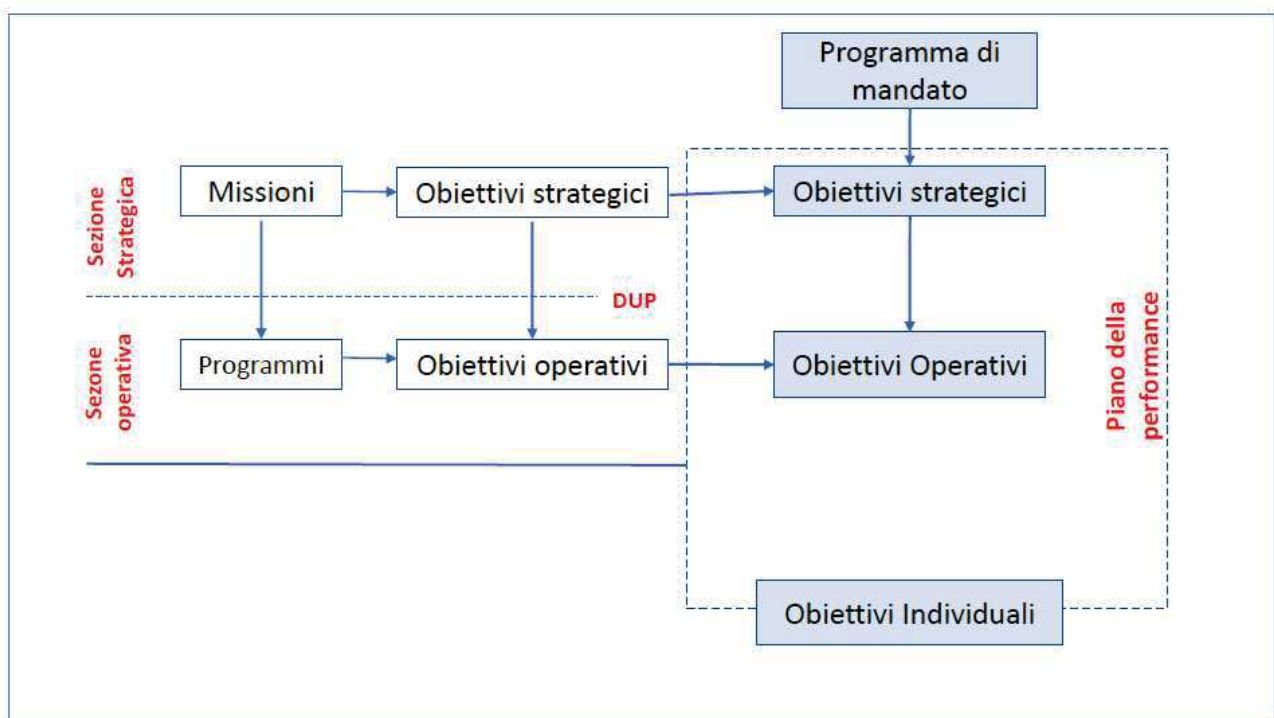 Programma di
mandato
Sezione
Strategica
Missioni
Obiettivi strategici
Obiettivi strategici
DUP
Sezone
operativa
Programmi
Obiettivi operativi
Obiettivi Operativi
Piano della
performance
Obiettivi Individuali